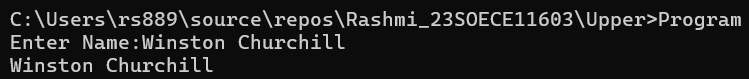 C:\Users\rs889\source\repos\Rashmi_23SOECE11603\Upper>Program
Enter Name:Winston Churchill
Winston Churchill